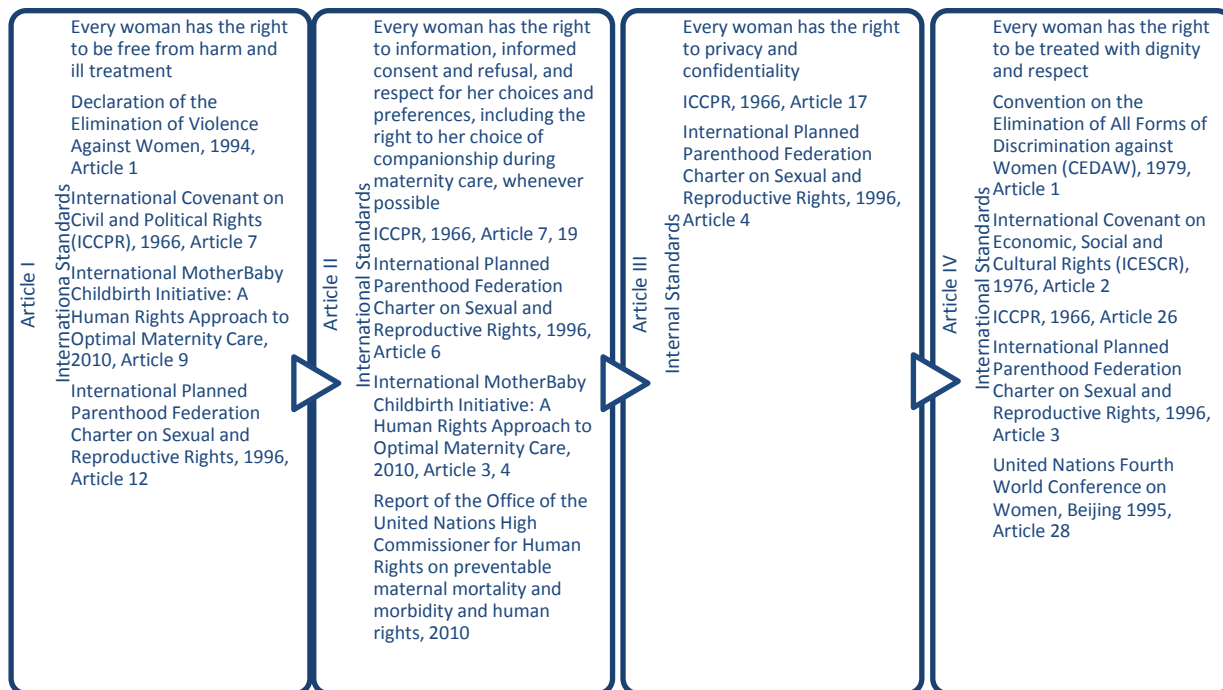 Article I
International Standards
Every woman has the right
to be free from harm and
ill treatment
Declaration of the
Elimination of Violence
Against Women, 1994,
Article 1
International Covenant on
Civil and Political Rights
(ICCPR), 1966, Article 7
International MotherBaby
Childbirth Initiative: A
Human Rights Approach to
Optimal Maternity Care,
2010, Article 9
International Planned
Parenthood Federation
Charter on Sexual and
Reproductive Rights, 1996,
Article 12
Article II
International Standards
Every woman has the right
to information, informed
consent and refusal, and
respect for her choices and
preferences, including the
right to her choice of
companionship during
maternity care, whenever
possible
ICCPR, 1966, Article 7, 19
International Planned
Parenthood Federation
Charter on Sexual and
Reproductive Rights, 1996,
Article 6
International MotherBaby
Childbirth Initiative: A
Human Rights Approach to
Optimal Maternity Care,
2010, Article 3, 4
Report of the Office of the
United Nations High
Commissioner for Human
Rights on preventable
maternal mortality and
morbidity and human
rights, 2010
Article III
Internal Standards
Every woman has the right
to privacy and
confidentiality
ICCPR, 1966, Article 17
International Planned
Parenthood Federation
Charter on Sexual and
Reproductive Rights, 1996,
Article 4
Article IV
International Standards
Every woman has the right
to be treated with dignity
and respect
Convention on the
Elimination of All Forms of
Discrimination against
Women (CEDAW), 1979,
Article 1
International Covenant on
Economic, Social and
Cultural Rights (ICESCR),
1976, Article 2
ICCPR, 1966, Article 26
International Planned
Parenthood Federation
Charter on Sexual and
Reproductive Rights, 1996,
Article 3
United Nations Fourth
World Conference on
Women, Beijing 1995,
Article 28